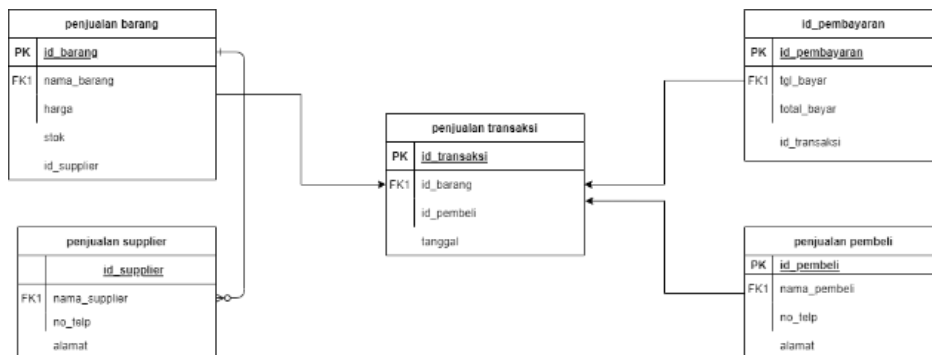 penjualan barang
PK id_barang
FK1 nama_barang
harga
stok
id_supplier
penjualan supplier
id_supplier
FK1 nama_supplier
no_telp
alamat
penjualan transaksi
PK id_transaksi
FK1 id_barang
id_pembeli
tanggal
id_pembayaran
PK id_pembayaran
FK1 tgl_bayar
total_bayar
id_transaksi
penjualan pembeli
PK id_pembeli
FK1 nama_pembeli
no_telp
alamat